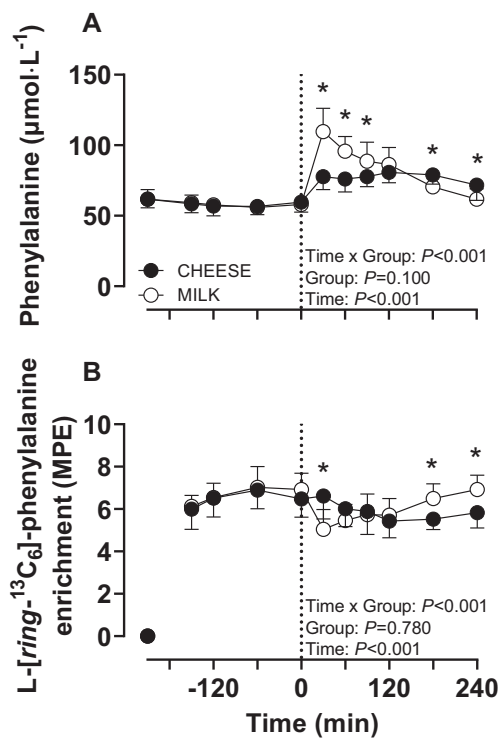 A
Phenylalanine (µmol·L⁻¹)
150
100
50
0
* * * * *
CHEESE
MILK
Time x Group: P<0.001
Group: P=0.100
Time: P<0.001
B
L-[ring-¹³C₆]-phenylalanine
enrichment (MPE)
10
8
6
4
2
0
* * *
Time x Group: P<0.001
Group: P=0.780
Time: P<0.001
-120 0 120 240
Time (min)